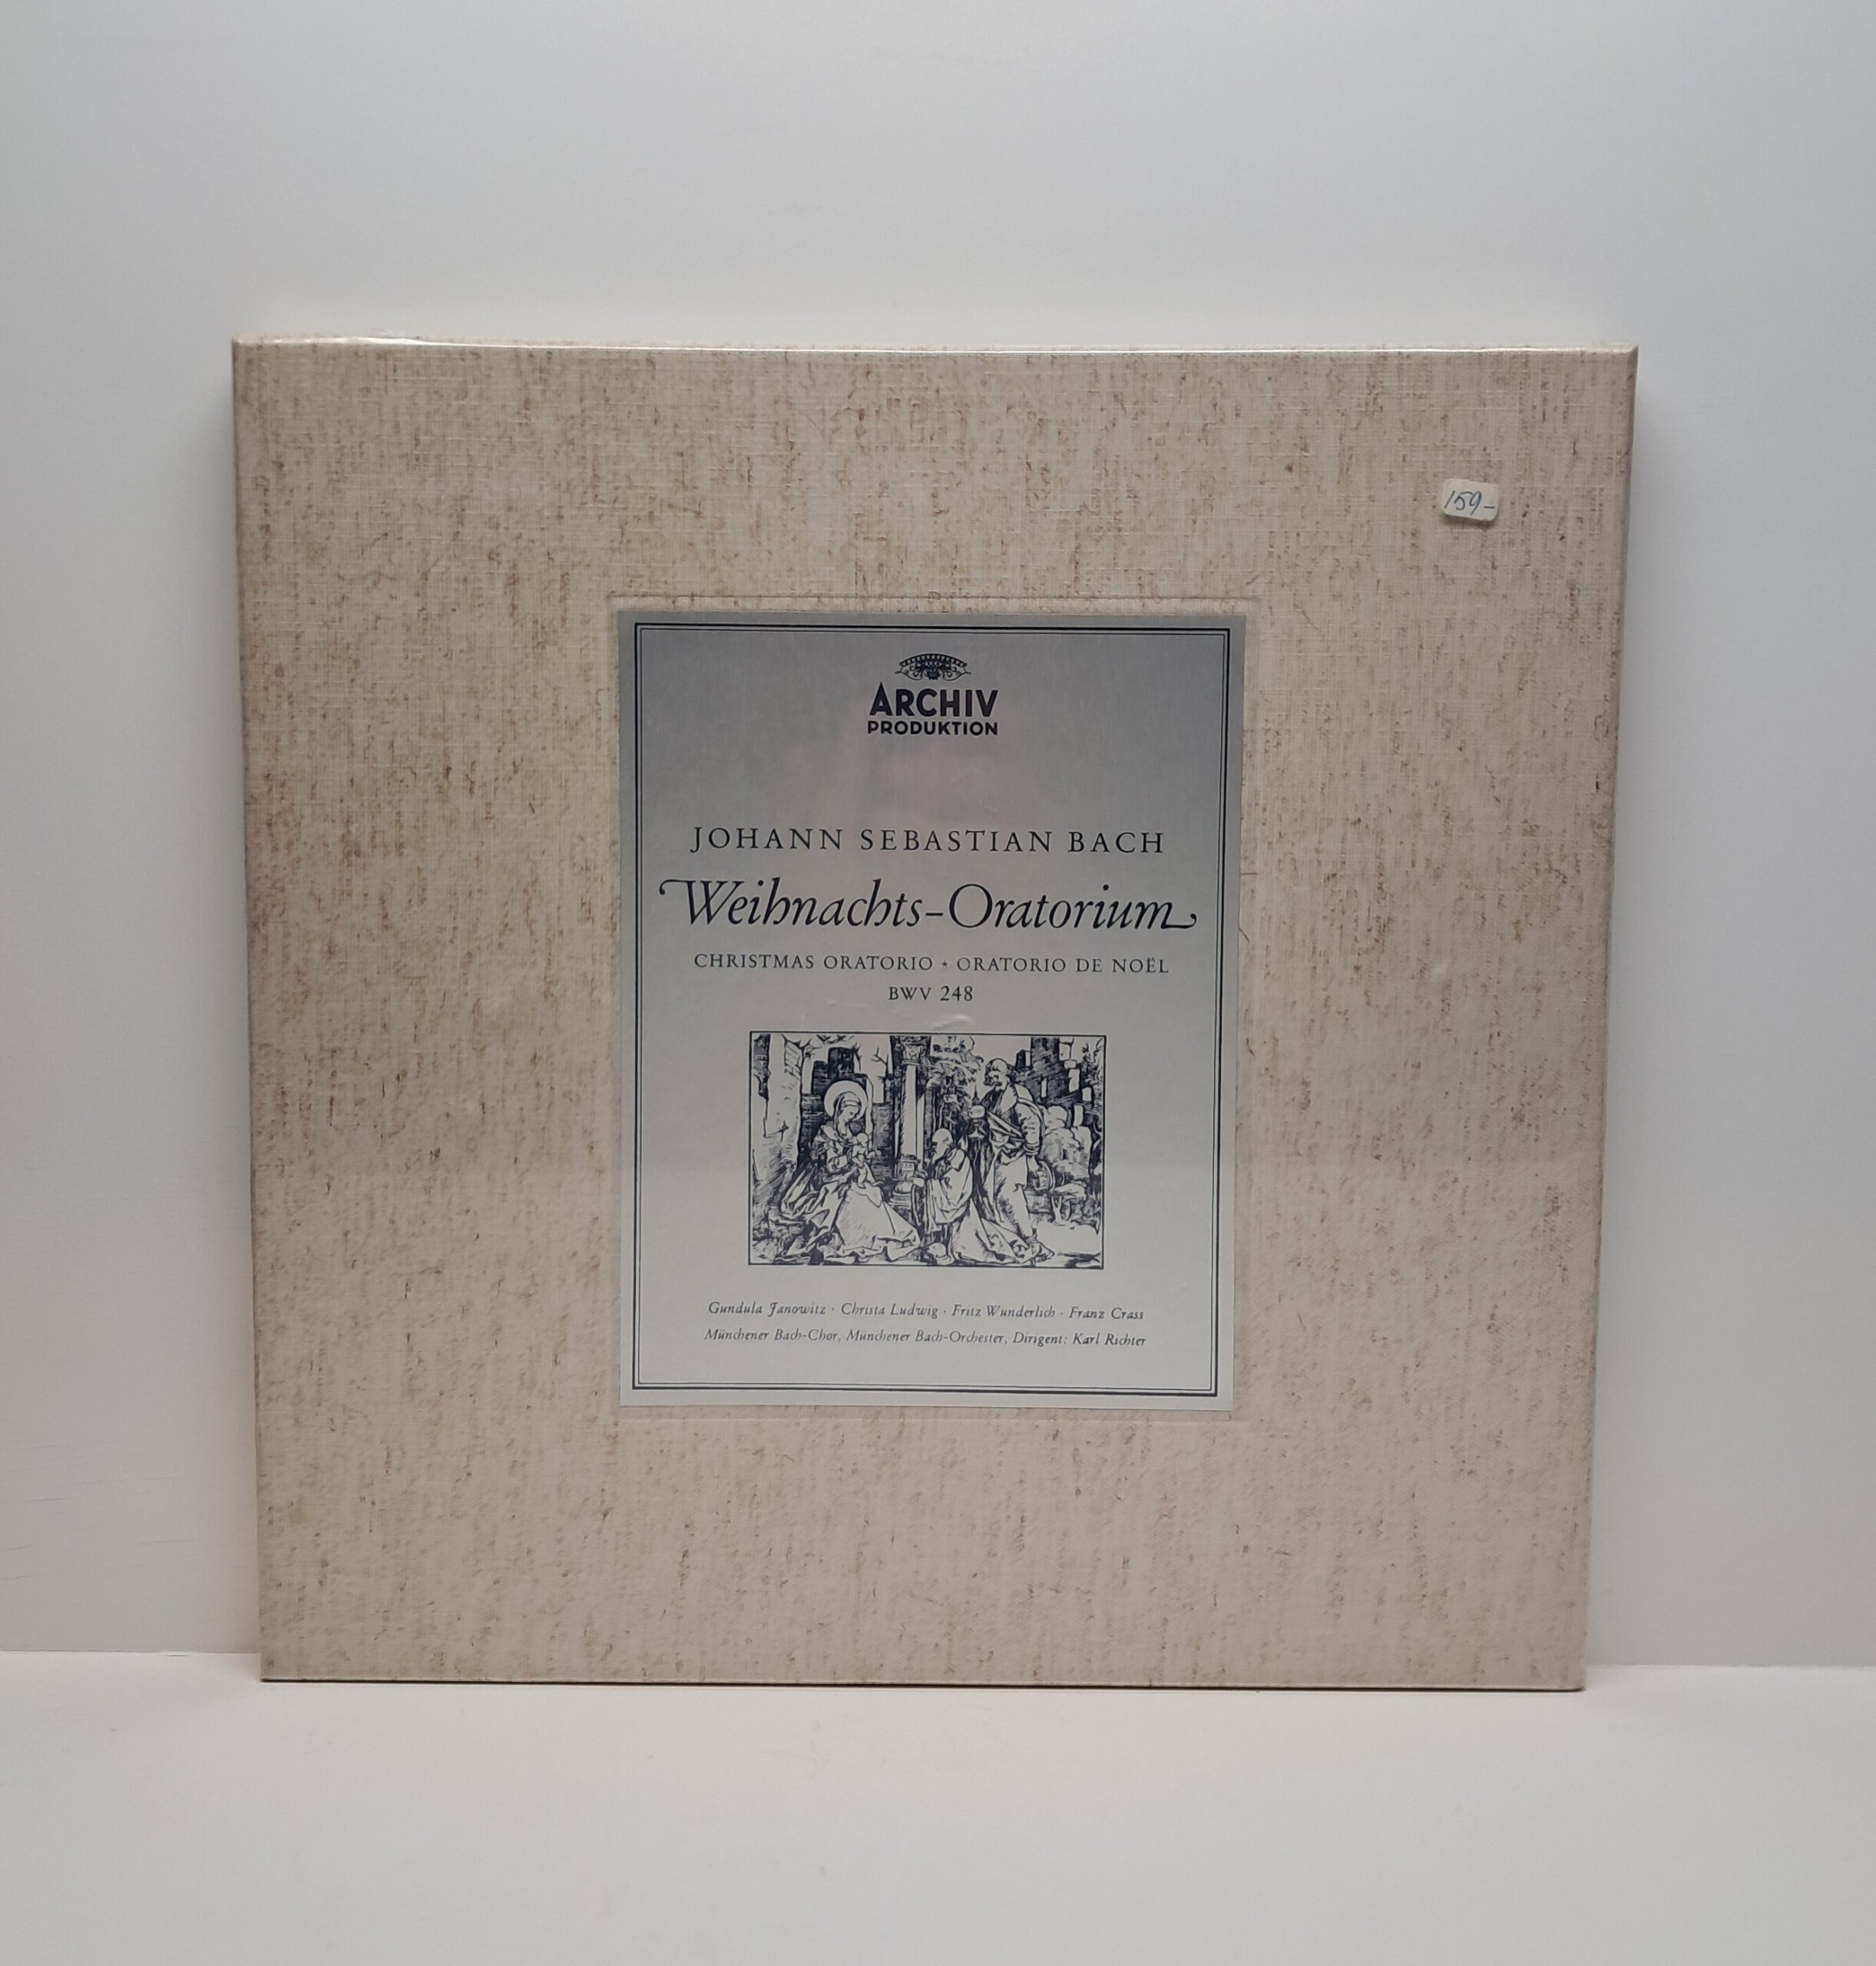 159-
ARCHIV
PRODUKTION
JOHANN SEBASTIAN BACH
Weihnachts-Oratorium
CHRISTMAS ORATORIO ⋆ ORATORIO DE NOËL
BWV 248
Gundula Janowitz · Christa Ludwig · Fritz Wunderlich · Franz Crass
Münchener Bach-Chor, Münchener Bach-Orchester, Dirigent: Karl Richter